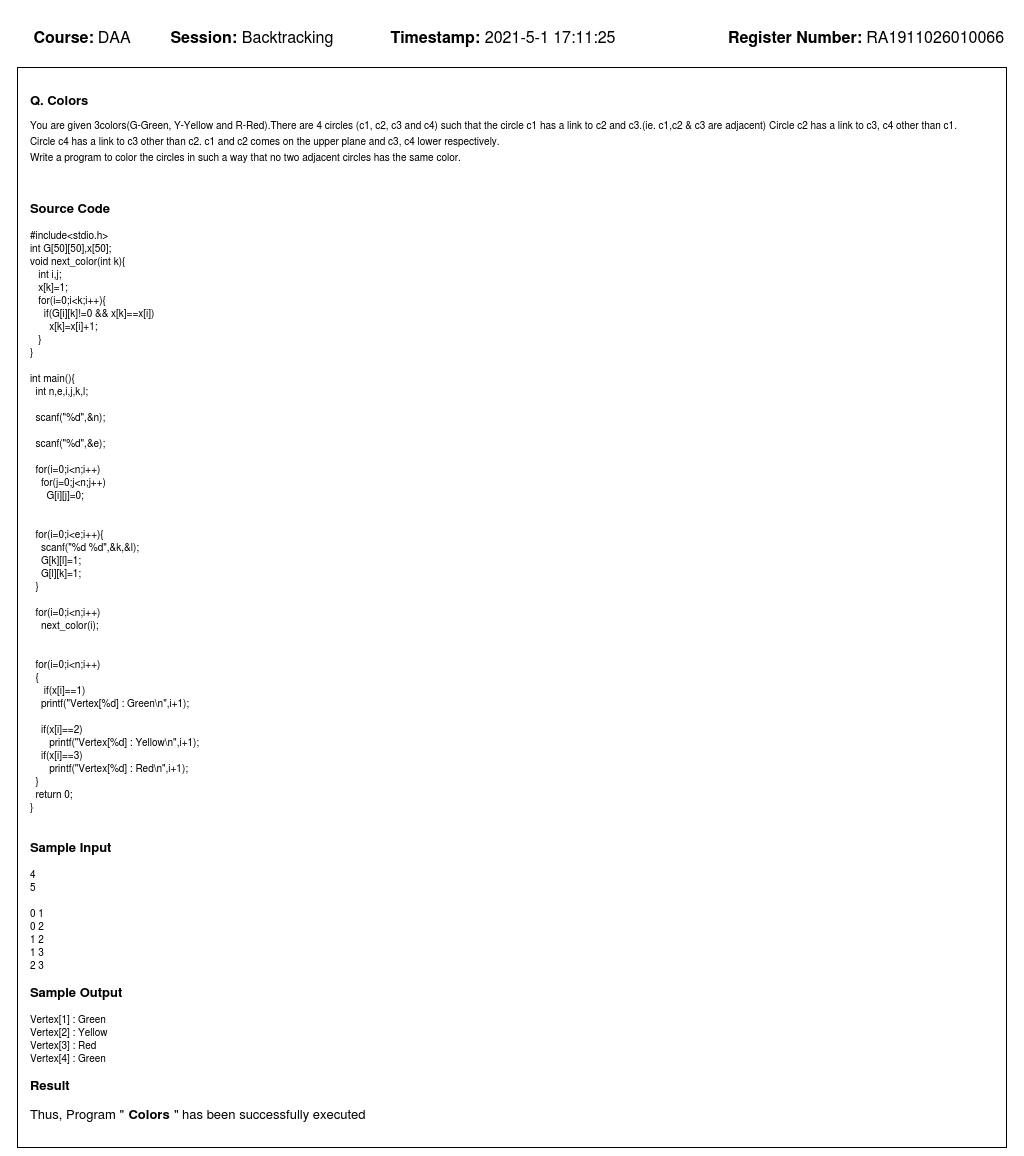 Course: DAA Session: Backtracking Timestamp: 2021-5-1 17:11:25 Register Number: RA1911026010066
Q. Colors
You are given 3colors(G-Green, Y-Yellow and R-Red).There are 4 circles (c1, c2, c3 and c4) such that the circle c1 has a link to c2 and c3.(ie. c1,c2 & c3 are adjacent) Circle c2 has a link to c3, c4 other than c1.
Circle c4 has a link to c3 other than c2. c1 and c2 comes on the upper plane and c3, c4 lower respectively.
Write a program to color the circles in such a way that no two adjacent circles has the same color.
Source Code
#include<stdio.h>
int G[50][50],x[50];
void next_color(int k){
int i,j;
x[k]=1;
for(i=0;i<k;i++){
if(G[i][k]!=0 && x[k]==x[i])
x[k]=x[i]+1;
}
}
int main(){
int n,e,i,j,k,l;
scanf("%d",&n);
scanf("%d",&e);
for(i=0;i<n;i++)
for(j=0;j<n;j++)
G[i][j]=0;
for(i=0;i<e;i++){
scanf("%d %d",&k,&l);
G[k][l]=1;
G[l][k]=1;
}
for(i=0;i<n;i++)
next_color(i);
for(i=0;i<n;i++)
{
if(x[i]==1)
printf("Vertex[%d] : Green\n",i+1);
if(x[i]==2)
printf("Vertex[%d] : Yellow\n",i+1);
if(x[i]==3)
printf("Vertex[%d] : Red\n",i+1);
}
return 0;
}
Sample Input
4
5
0 1
0 2
1 2
1 3
2 3
Sample Output
Vertex[1] : Green
Vertex[2] : Yellow
Vertex[3] : Red
Vertex[4] : Green
Result
Thus, Program " Colors " has been successfully executed